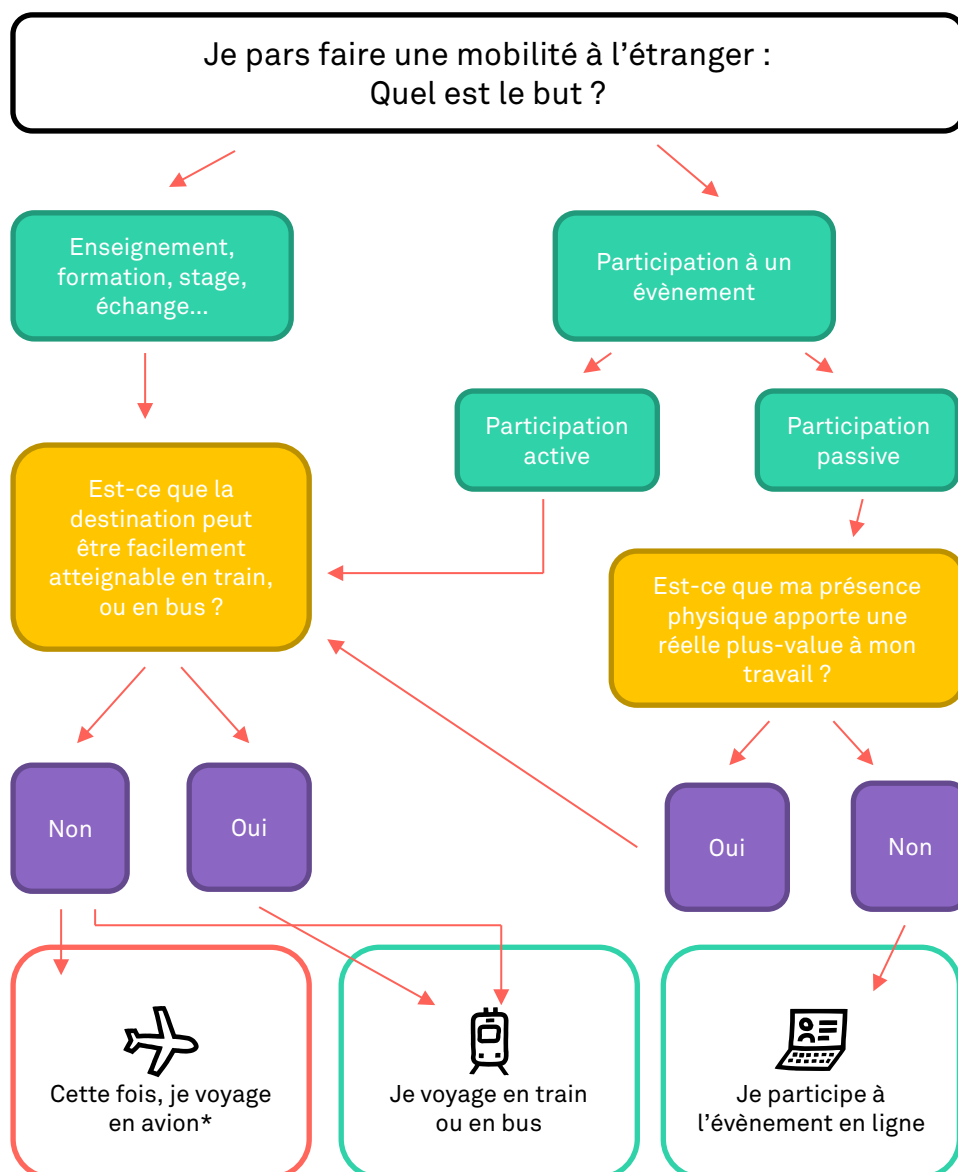 Je pars faire une mobilité à l’étranger :
Quel est le but ?
Enseignement,
formation, stage,
échange...
Participation à un
évènement
Participation
active
Participation
passive
Est-ce que la
destination peut
être facilement
atteignable en train,
ou en bus ?
Est-ce que ma présence
physique apporte une
réelle plus-value à mon
travail ?
Non
Oui
Oui
Non
Cette fois, je voyage
en avion*
Je voyage en train
ou en bus
Je participe à
l’évènement en ligne